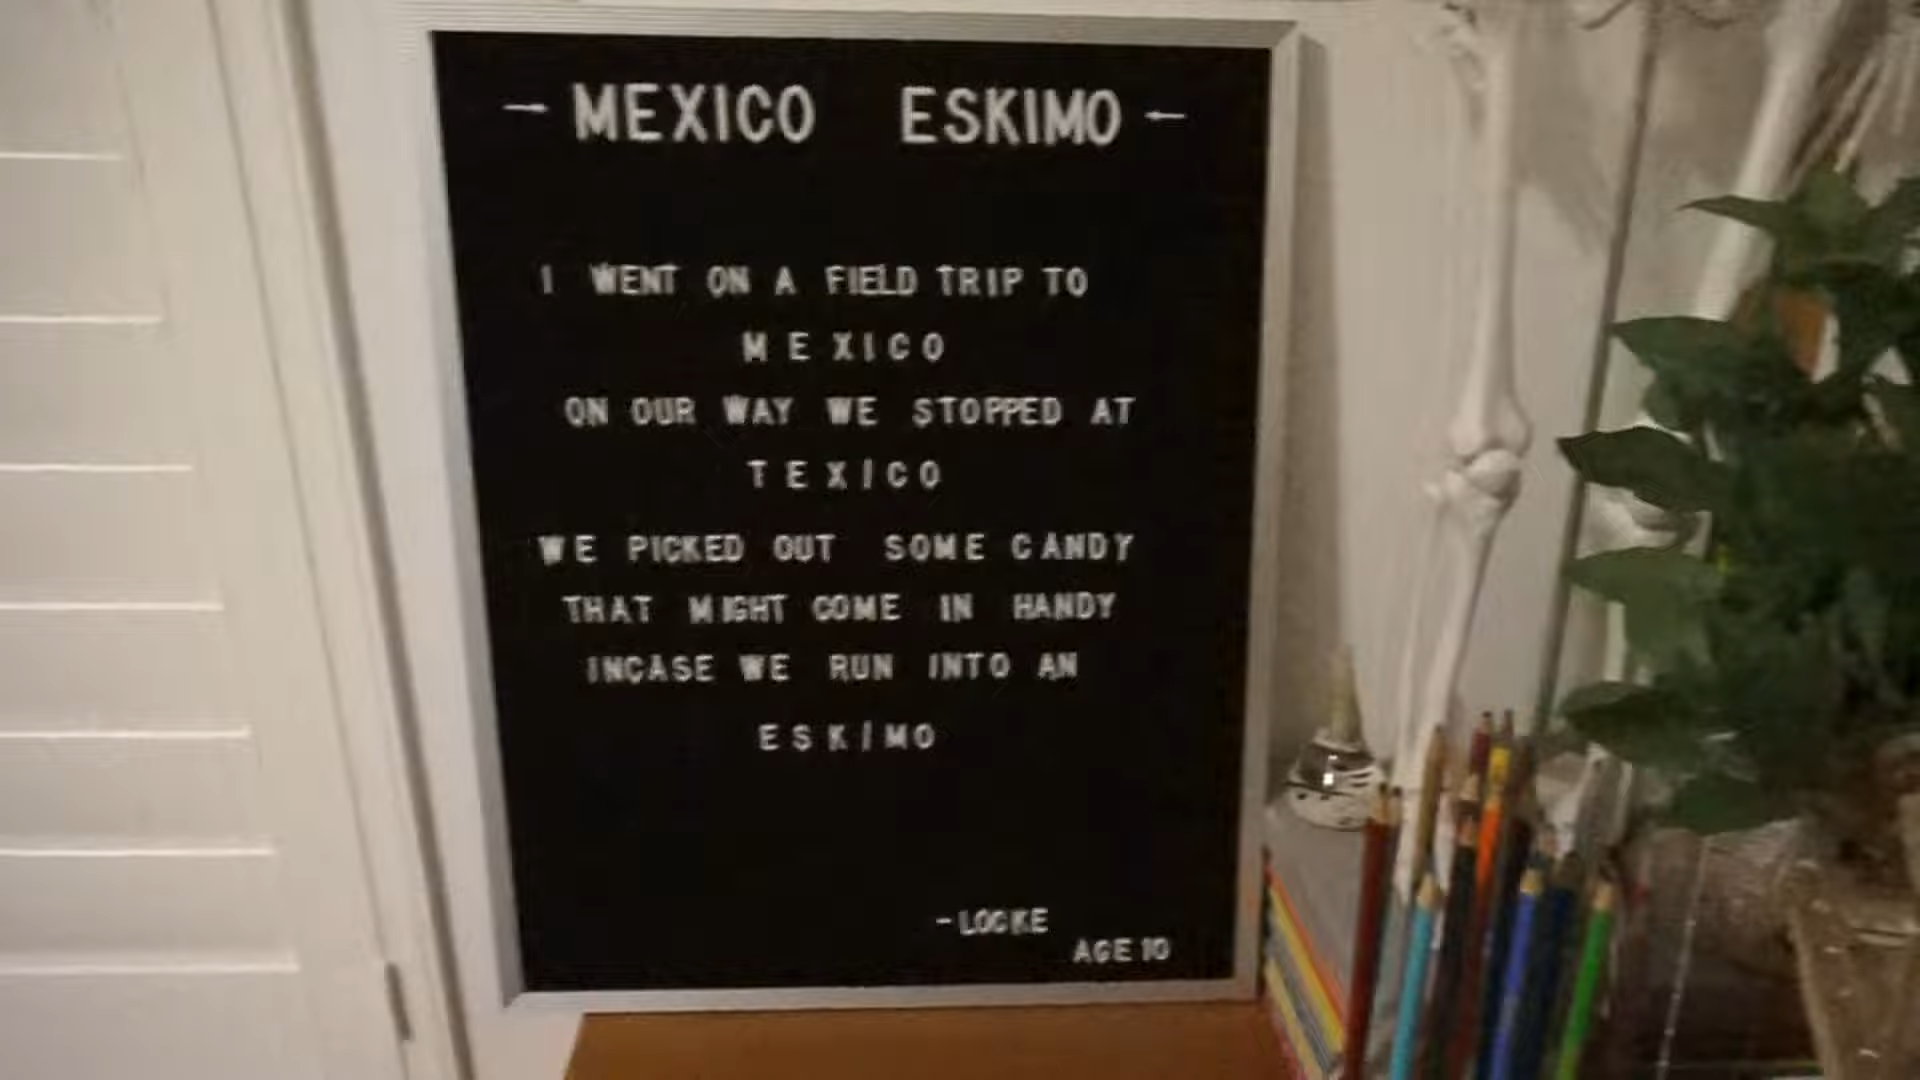 - MEXICO ESKIMO -
I WENT ON A FIELD TRIP TO
MEXICO
ON OUR WAY WE STOPPED AT
TEXICO
WE PICKED OUT SOME CANDY
THAT MIGHT COME IN HANDY
INCASE WE RUN INTO AN
ESKIMO
-LOCKE
AGE 10